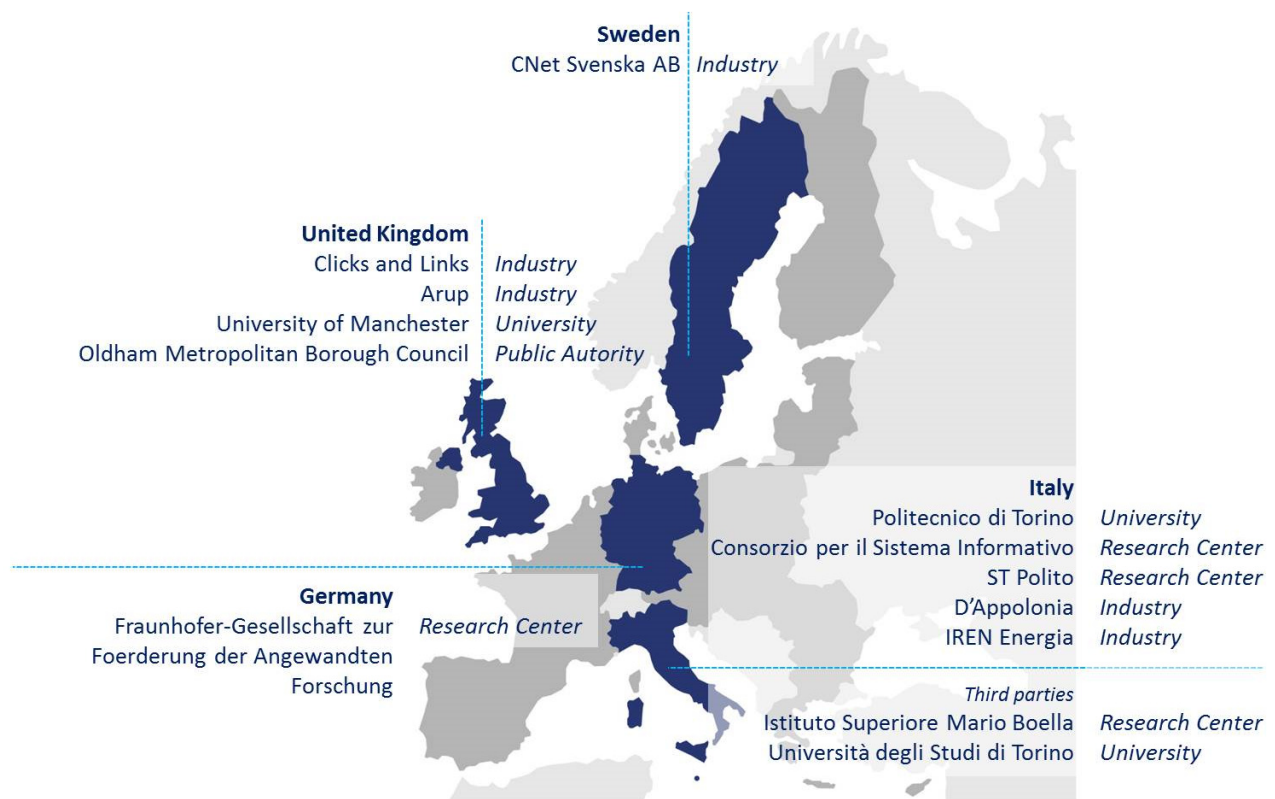 Sweden
CNet Svenska AB Industry
United Kingdom
Clicks and Links Industry
Arup Industry
University of Manchester University
Oldham Metropolitan Borough Council Public Autority
Italy
Politecnico di Torino University
Consorzio per il Sistema Informativo Research Center
ST Polito Research Center
D'Appolonia Industry
IREN Energia Industry
Germany
Fraunhofer-Gesellschaft zur Research Center
Foerderung der Angewandten
Forschung
Third parties
Istituto Superiore Mario Boella Research Center
Università degli Studi di Torino University